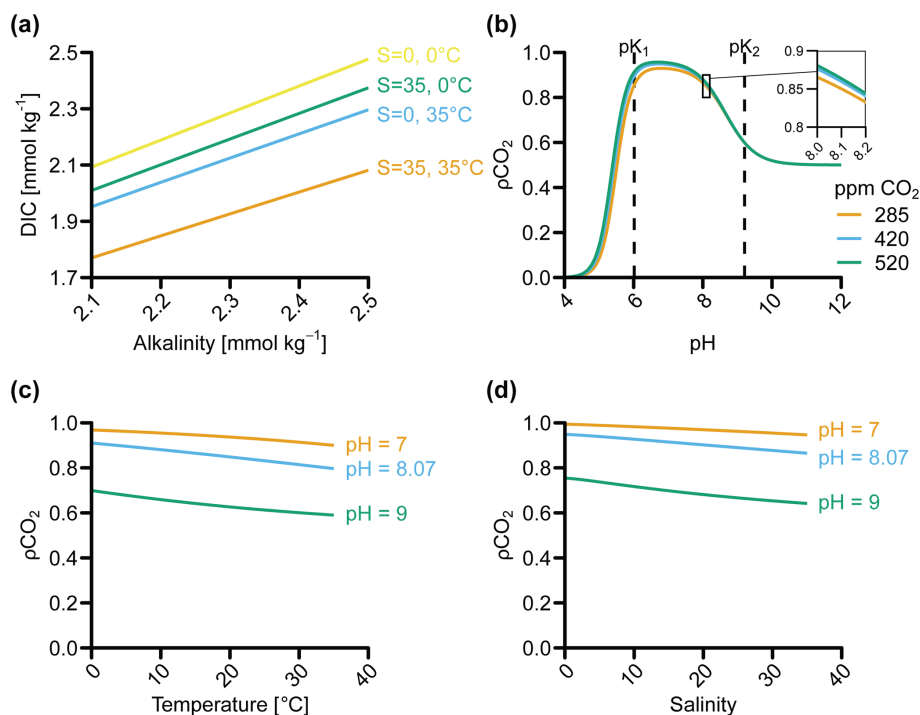 (a)
2.5
2.3
2.1
1.9
1.7
DIC [mmol kg⁻¹]
S=0, 0°C
S=35, 0°C
S=0, 35°C
S=35, 35°C
2.1
2.2
2.3
2.4
2.5
Alkalinity [mmol kg⁻¹]
(b)
pK₁
pK₂
1.0
0.8
0.6
0.4
0.2
0.0
ρCO₂
0.9
0.85
0.8
8.0
8.1
8.2
ppm CO₂
285
420
520
4
6
8
10
12
pH
(c)
1.0
0.8
0.6
0.4
0.2
0.0
ρCO₂
pH = 7
pH = 8.07
pH = 9
0
10
20
30
40
Temperature [°C]
(d)
1.0
0.8
0.6
0.4
0.2
0.0
ρCO₂
pH = 7
pH = 8.07
pH = 9
0
10
20
30
40
Salinity